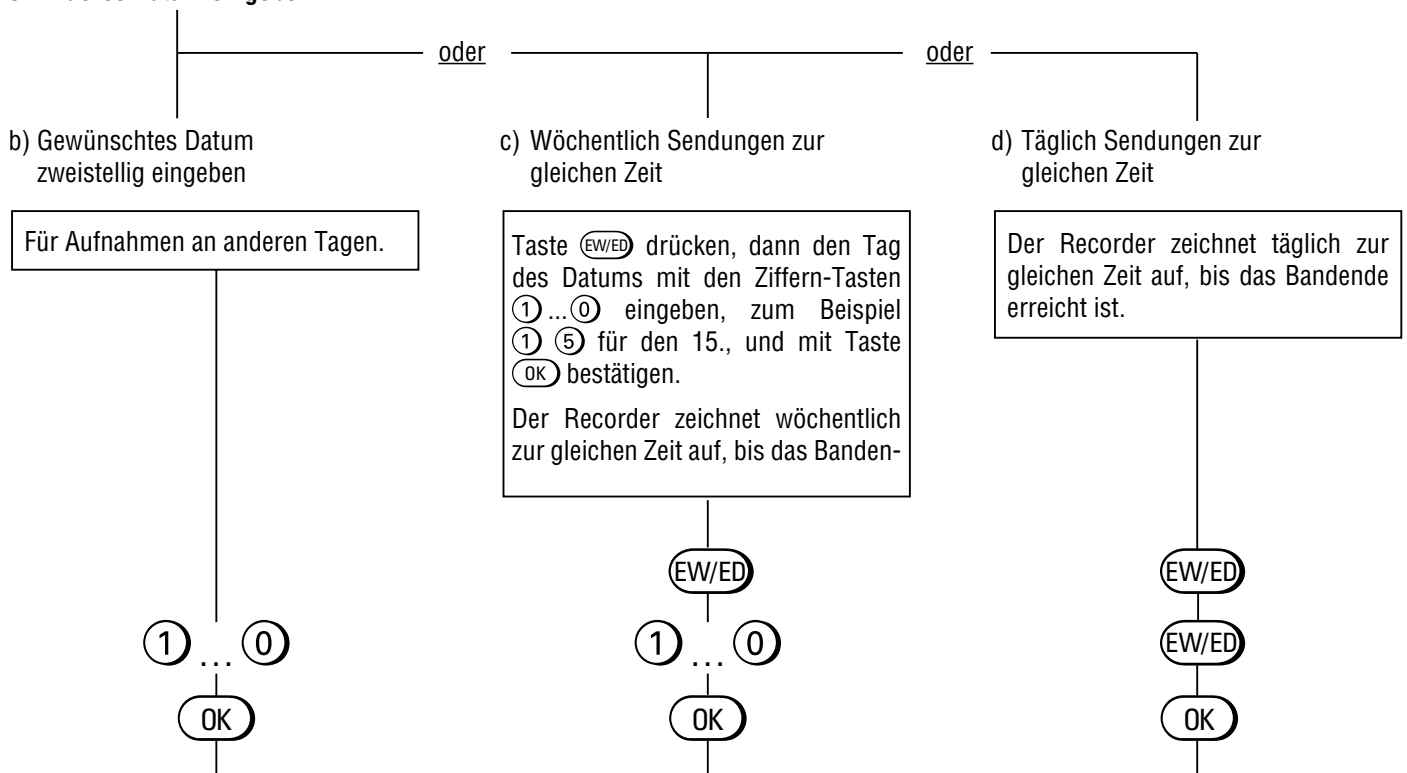 oder
oder
b) Gewünschtes Datum
zweistellig eingeben
Für Aufnahmen an anderen Tagen.
1 ... 0
OK
c) Wöchentlich Sendungen zur
gleichen Zeit
Taste EW/ED drücken, dann den Tag
des Datums mit den Ziffern-Tasten
1 ... 0 eingeben, zum Beispiel
1 5 für den 15., und mit Taste
OK bestätigen.
Der Recorder zeichnet wöchentlich
zur gleichen Zeit auf, bis das Banden-
EW/ED
1 ... 0
OK
d) Täglich Sendungen zur
gleichen Zeit
Der Recorder zeichnet täglich zur
gleichen Zeit auf, bis das Bandende
erreicht ist.
EW/ED
EW/ED
OK